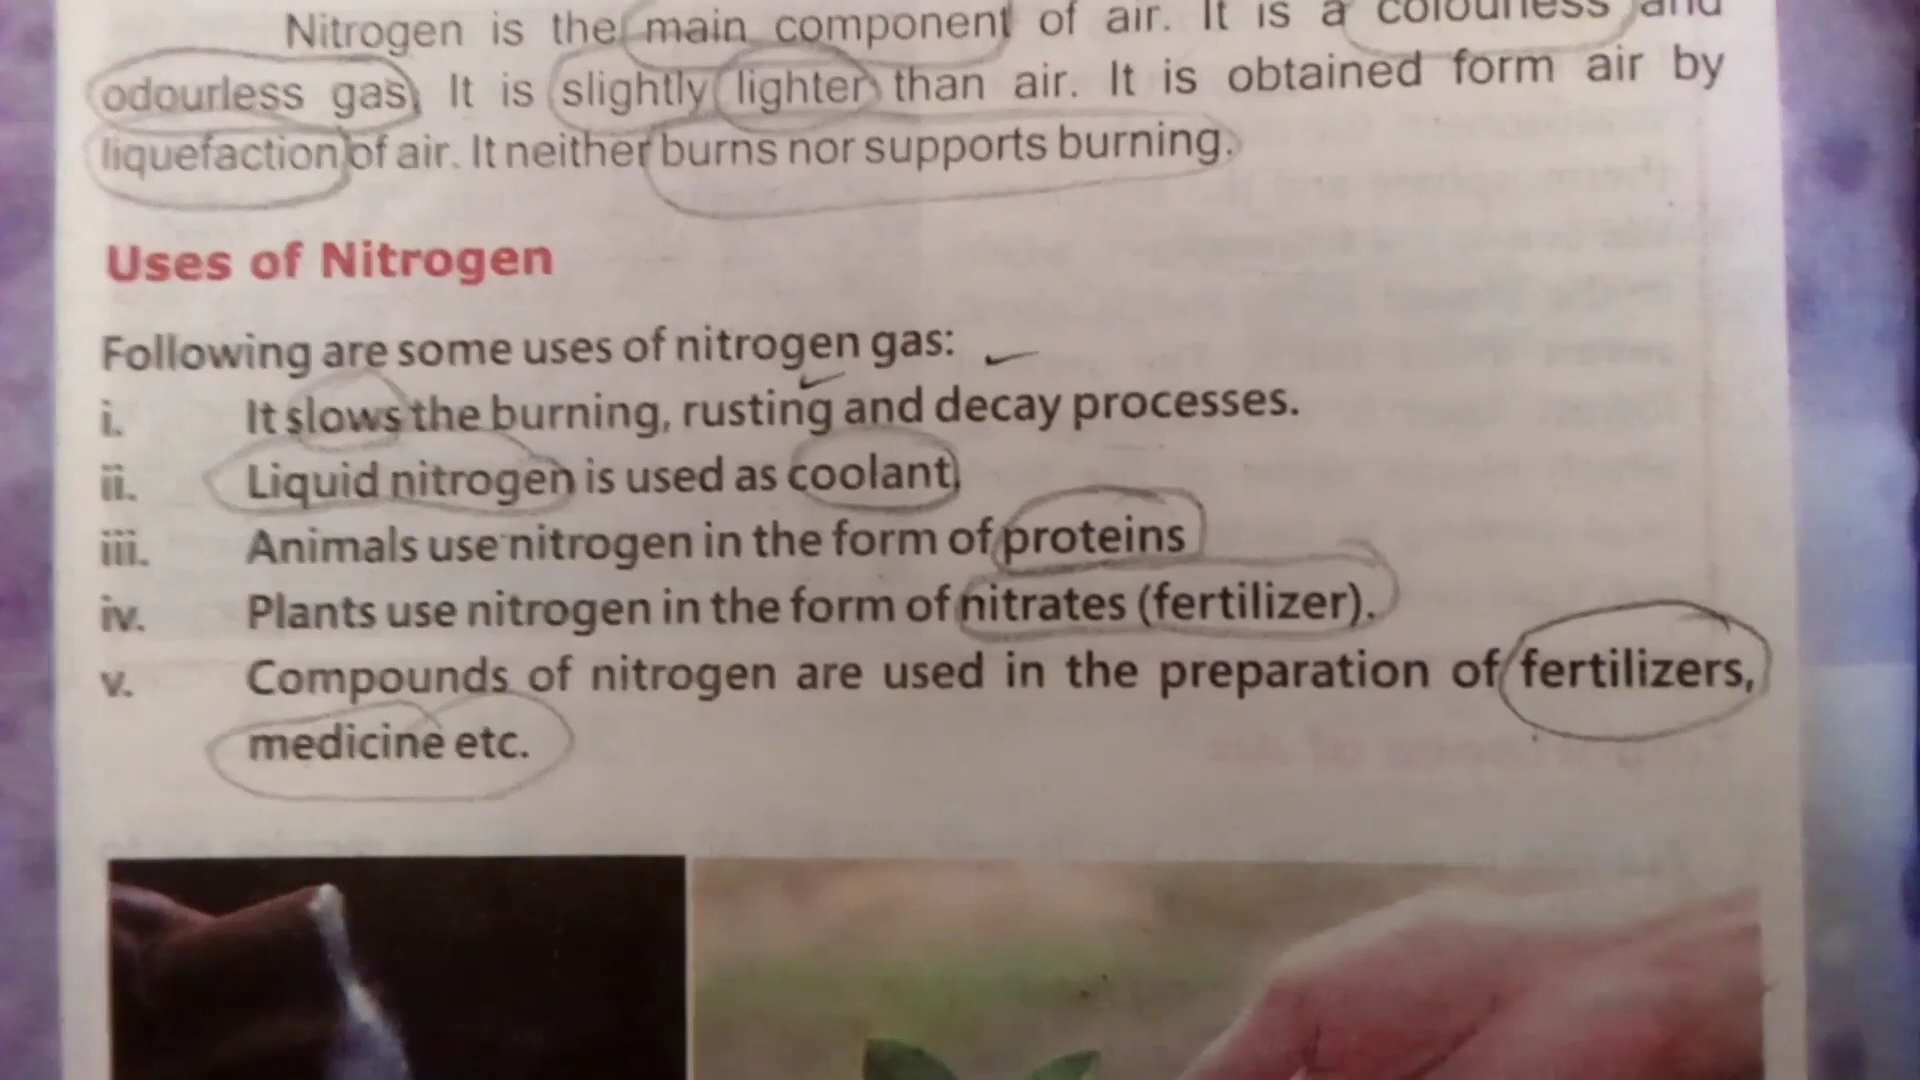 Nitrogen is the main component of air. It is a colourless and
odourless gas. It is slightly lighter than air. It is obtained form air by
liquefaction of air. It neither burns nor supports burning.
Uses of Nitrogen
Following are some uses of nitrogen gas:
i. It slows the burning, rusting and decay processes.
ii. Liquid nitrogen is used as coolant.
iii. Animals use nitrogen in the form of proteins
iv. Plants use nitrogen in the form of nitrates (fertilizer).
v. Compounds of nitrogen are used in the preparation of fertilizers,
medicine etc.